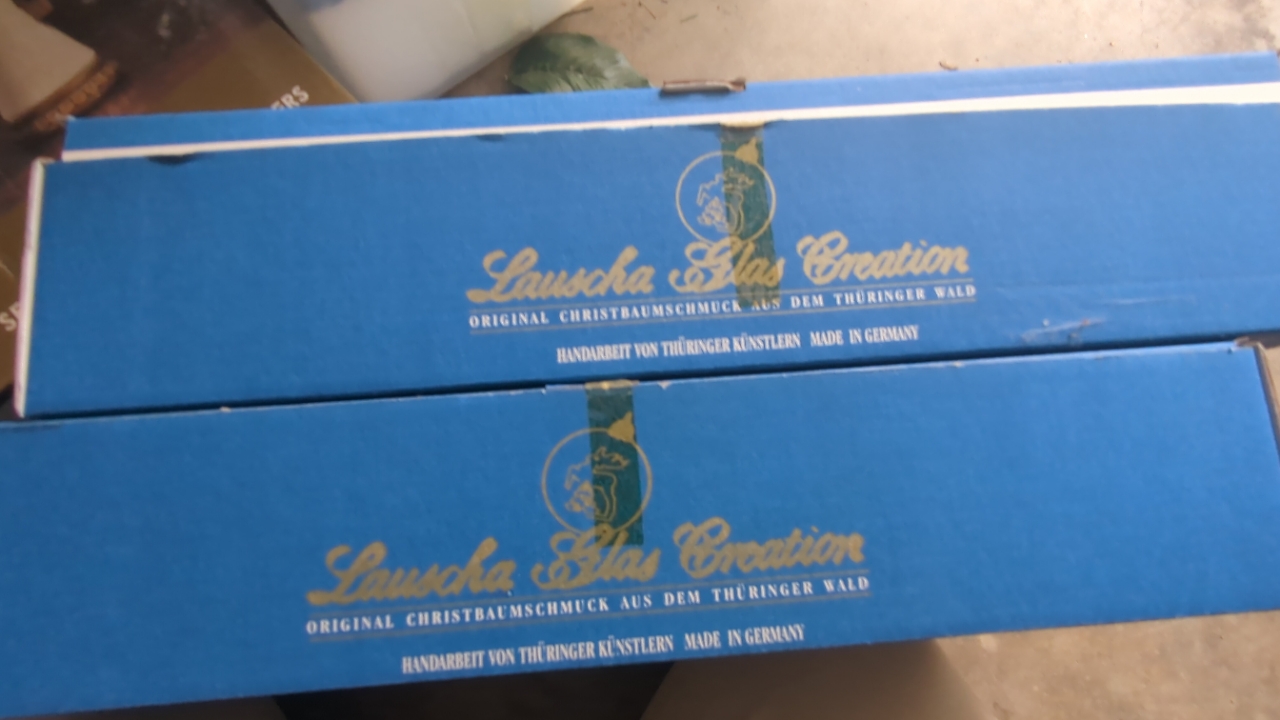 ERS
Lauscha Glas Creation
ORIGINAL CHRISTBAUMSCHMUCK AUS DEM THÜRINGER WALD
HANDARBEIT VON THÜRINGER KÜNSTLERN MADE IN GERMANY
Lauscha Glas Creation
ORIGINAL CHRISTBAUMSCHMUCK AUS DEM THÜRINGER WALD
HANDARBEIT VON THÜRINGER KÜNSTLERN MADE IN GERMANY